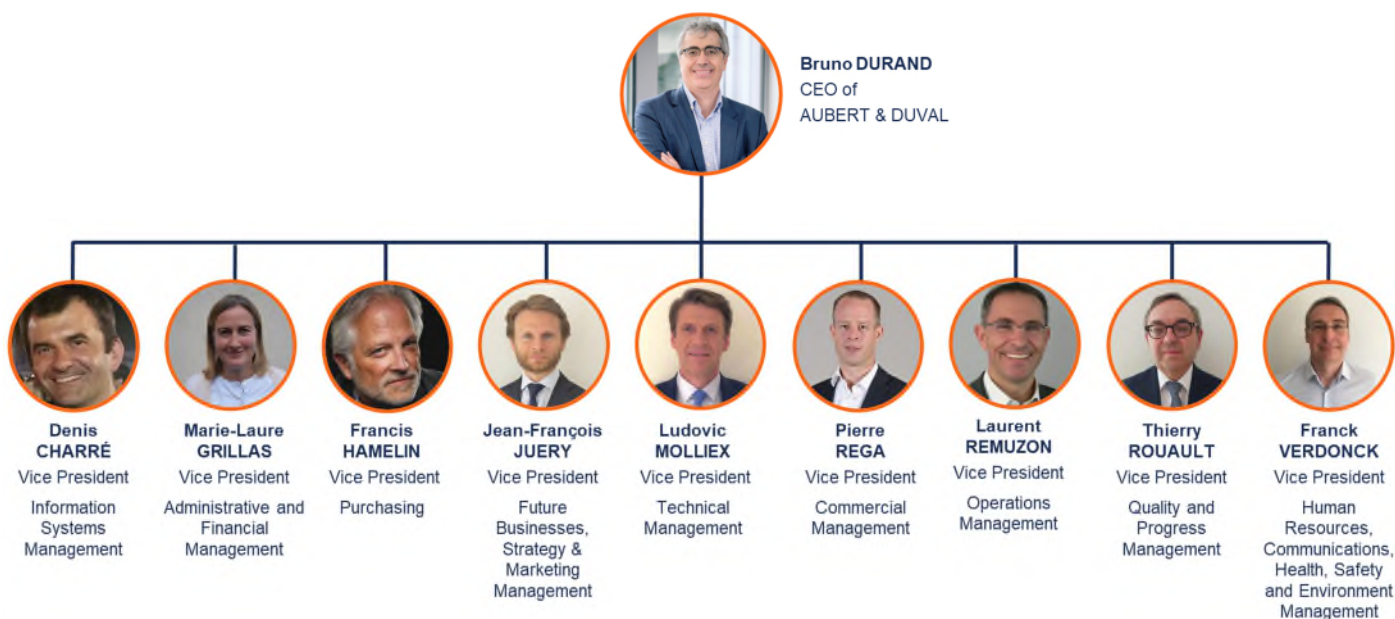 Bruno DURAND
CEO of
AUBERT & DUVAL
Denis
CHARRÉ
Vice President
Information
Systems
Management
Marie-Laure
GRILLAS
Vice President
Administrative and
Financial
Management
Francis
HAMELIN
Vice President
Purchasing
Jean-François
JUERY
Vice President
Future
Businesses,
Strategy &
Marketing
Management
Ludovic
MOLLIEX
Vice President
Technical
Management
Pierre
REGA
Vice President
Commercial
Management
Laurent
REMUZON
Vice President
Operations
Management
Thierry
ROUAULT
Vice President
Quality and
Progress
Management
Franck
VERDONCK
Vice President
Human
Resources,
Communications,
Health, Safety
and Environment
Management